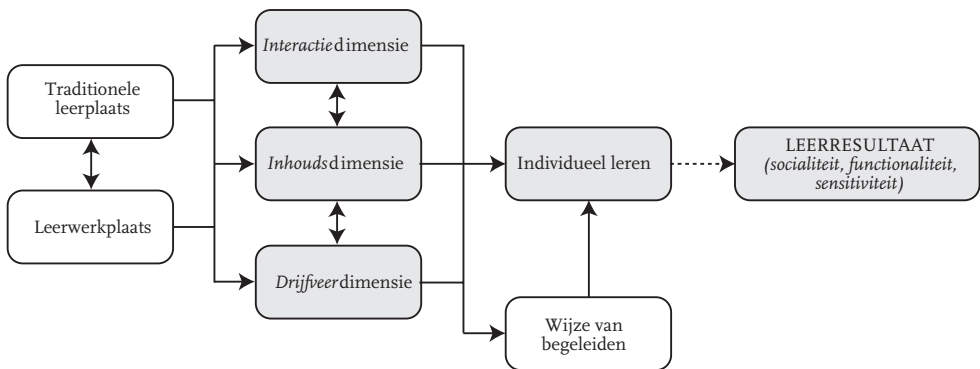 Traditionele
leerplaats
Leerwerkplaats
Interactiedimensie
Inhoudsdimensie
Drijfveerdimensie
Individueel leren
Wijze van
begeleiden
LEERRESULTAAT
(socialiteit, functionaliteit,
sensitiviteit)